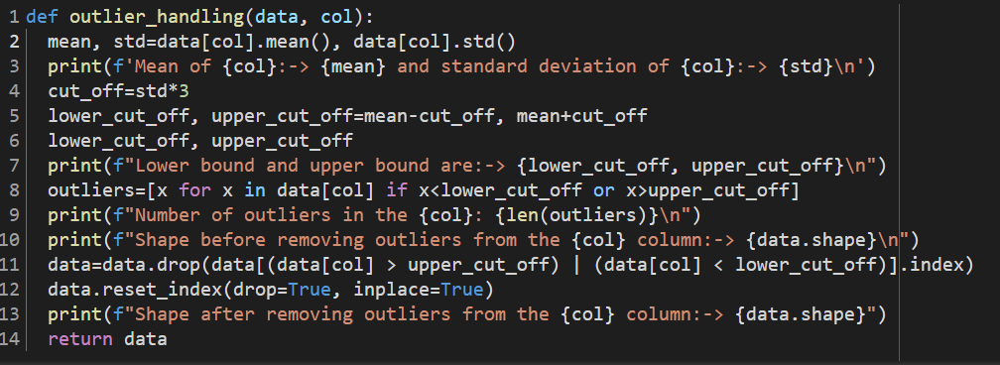 1 def outlier_handling(data, col):
2   mean, std=data[col].mean(), data[col].std()
3   print(f'Mean of {col}:-> {mean} and standard deviation of {col}:-> {std}\n')
4   cut_off=std*3
5   lower_cut_off, upper_cut_off=mean-cut_off, mean+cut_off
6   lower_cut_off, upper_cut_off
7   print(f"Lower bound and upper bound are:-> {lower_cut_off, upper_cut_off}\n")
8   outliers=[x for x in data[col] if x<lower_cut_off or x>upper_cut_off]
9   print(f"Number of outliers in the {col}: {len(outliers)}\n")
10   print(f"Shape before removing outliers from the {col} column:-> {data.shape}\n")
11   data=data.drop(data[(data[col] > upper_cut_off) | (data[col] < lower_cut_off)].index)
12   data.reset_index(drop=True, inplace=True)
13   print(f"Shape after removing outliers from the {col} column:-> {data.shape}")
14   return data